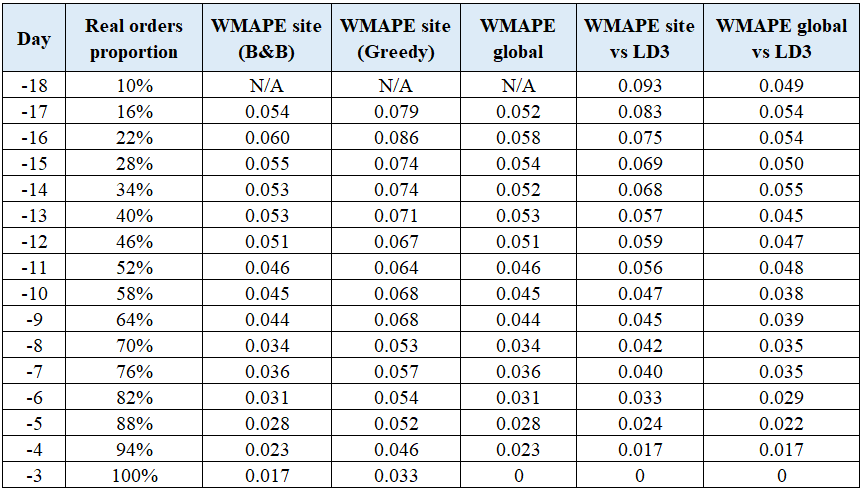 Day Real orders proportion WMAPE site (B&B) WMAPE site (Greedy) WMAPE global WMAPE site vs LD3 WMAPE global vs LD3
-18 10% N/A N/A N/A 0.093 0.049
-17 16% 0.054 0.079 0.052 0.083 0.054
-16 22% 0.060 0.086 0.058 0.075 0.054
-15 28% 0.055 0.074 0.054 0.069 0.050
-14 34% 0.053 0.074 0.052 0.068 0.055
-13 40% 0.053 0.071 0.053 0.057 0.045
-12 46% 0.051 0.067 0.051 0.059 0.047
-11 52% 0.046 0.064 0.046 0.056 0.048
-10 58% 0.045 0.068 0.045 0.047 0.038
-9 64% 0.044 0.068 0.044 0.045 0.039
-8 70% 0.034 0.053 0.034 0.042 0.035
-7 76% 0.036 0.057 0.036 0.040 0.035
-6 82% 0.031 0.054 0.031 0.033 0.029
-5 88% 0.028 0.052 0.028 0.024 0.022
-4 94% 0.023 0.046 0.023 0.017 0.017
-3 100% 0.017 0.033 0 0 0